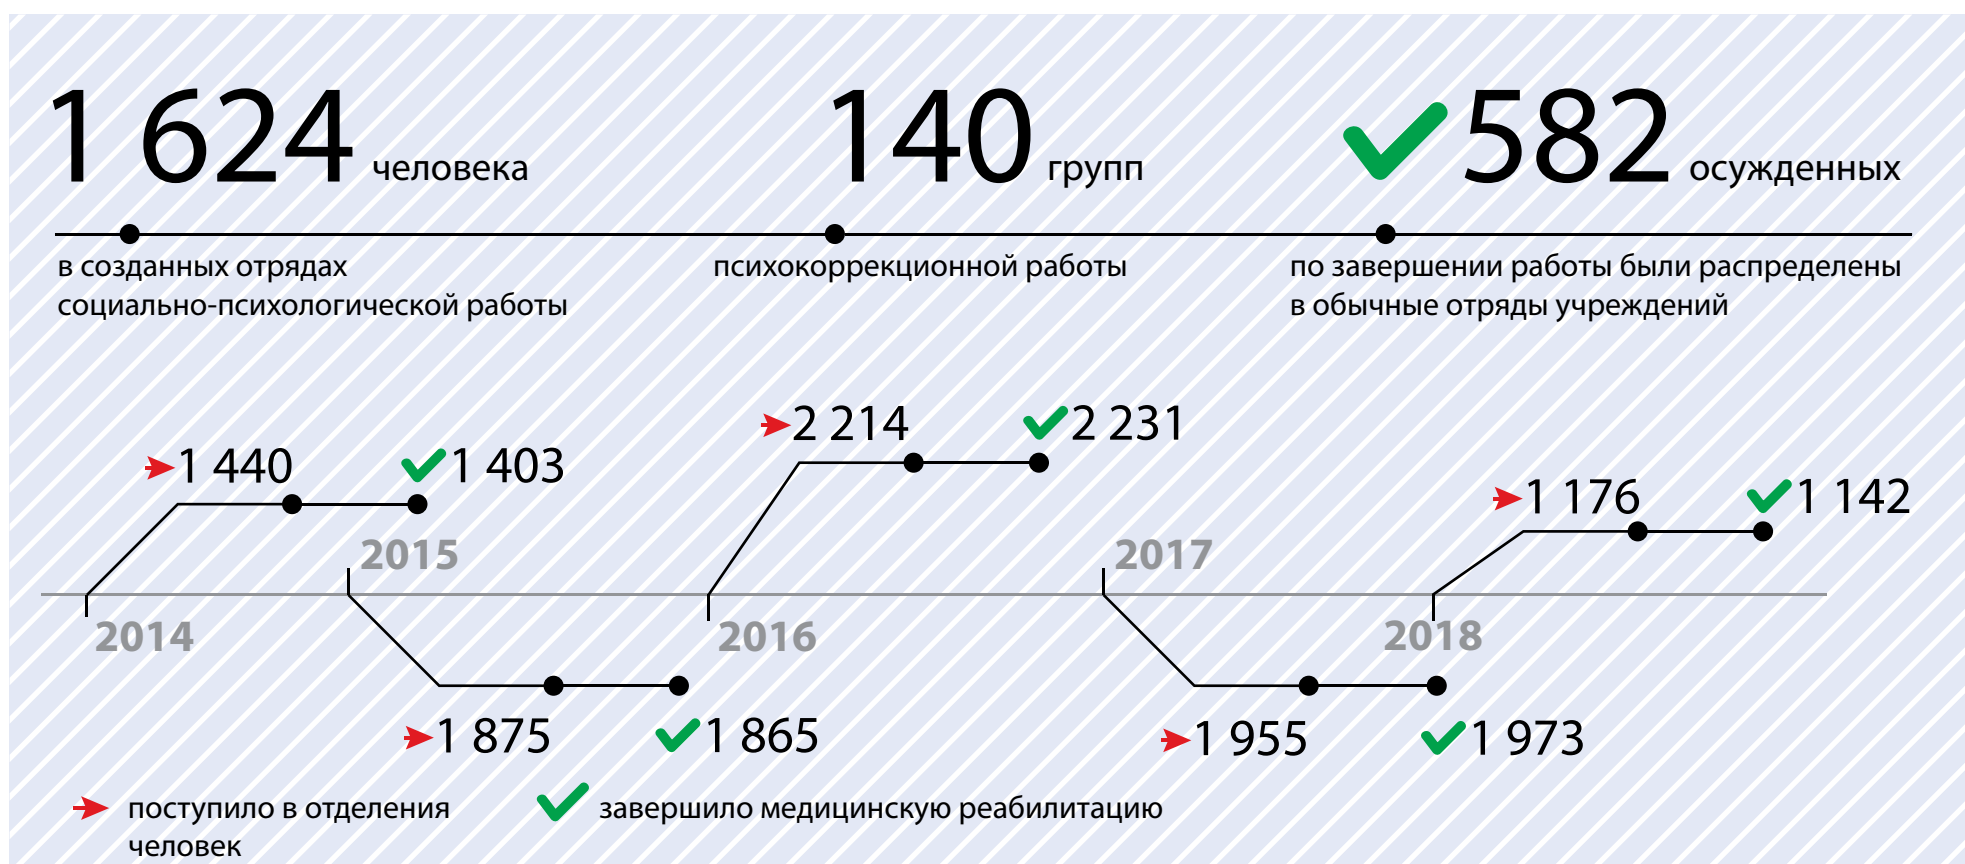 1 624 человека
140 групп
582 осужденных
в созданных отрядах
социально-психологической работы
психокоррекционной работы
по завершении работы были распределены
в обычные отряды учреждений
2014
1 440
1 403
2015
1 875
1 865
2016
2 214
2 231
2017
1 955
1 973
2018
1 176
1 142
поступило в отделения
человек
завершило медицинскую реабилитацию